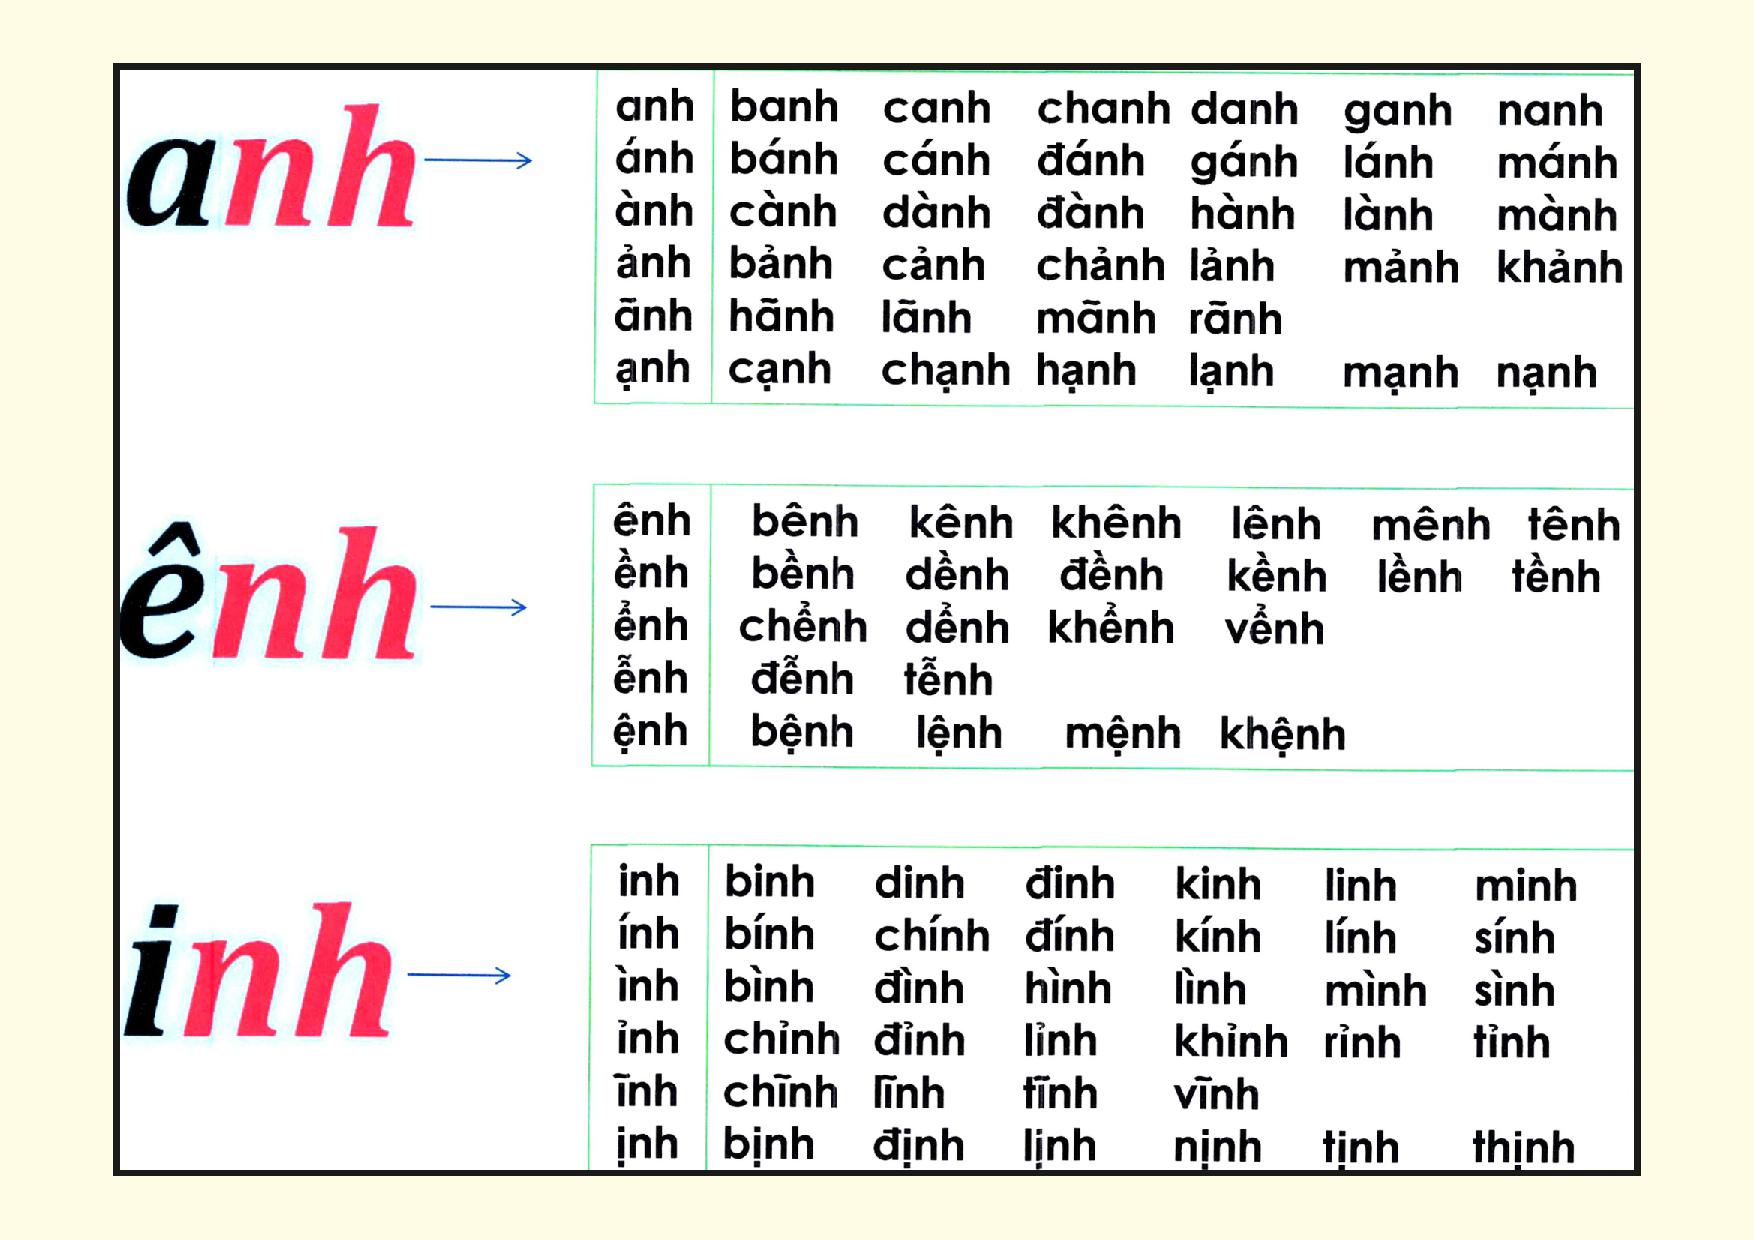 anh
anh banh canh chanh danh ganh nanh
ánh bánh cánh đánh gánh lánh mánh
ành cành dành đành hành lành mành
ảnh bảnh cảnh chảnh lảnh mảnh khảnh
ãnh hãnh lãnh mãnh rãnh
ạnh cạnh chạnh hạnh lạnh mạnh nạnh
ênh
ênh bênh kênh khênh lênh mênh tênh
ềnh bềnh dềnh đềnh kềnh lềnh tềnh
ểnh chểnh dểnh khểnh vểnh
ễnh đễnh tễnh
ệnh bệnh lệnh mệnh khệnh
inh
inh binh dinh đinh kinh linh minh
ính bính chính đính kính lính sính
ình bình đình hình lình mình sình
ỉnh chỉnh đỉnh lỉnh khỉnh rỉnh tỉnh
ĩnh chĩnh lĩnh tĩnh vĩnh
ịnh bịnh định lịnh nịnh tịnh thịnh